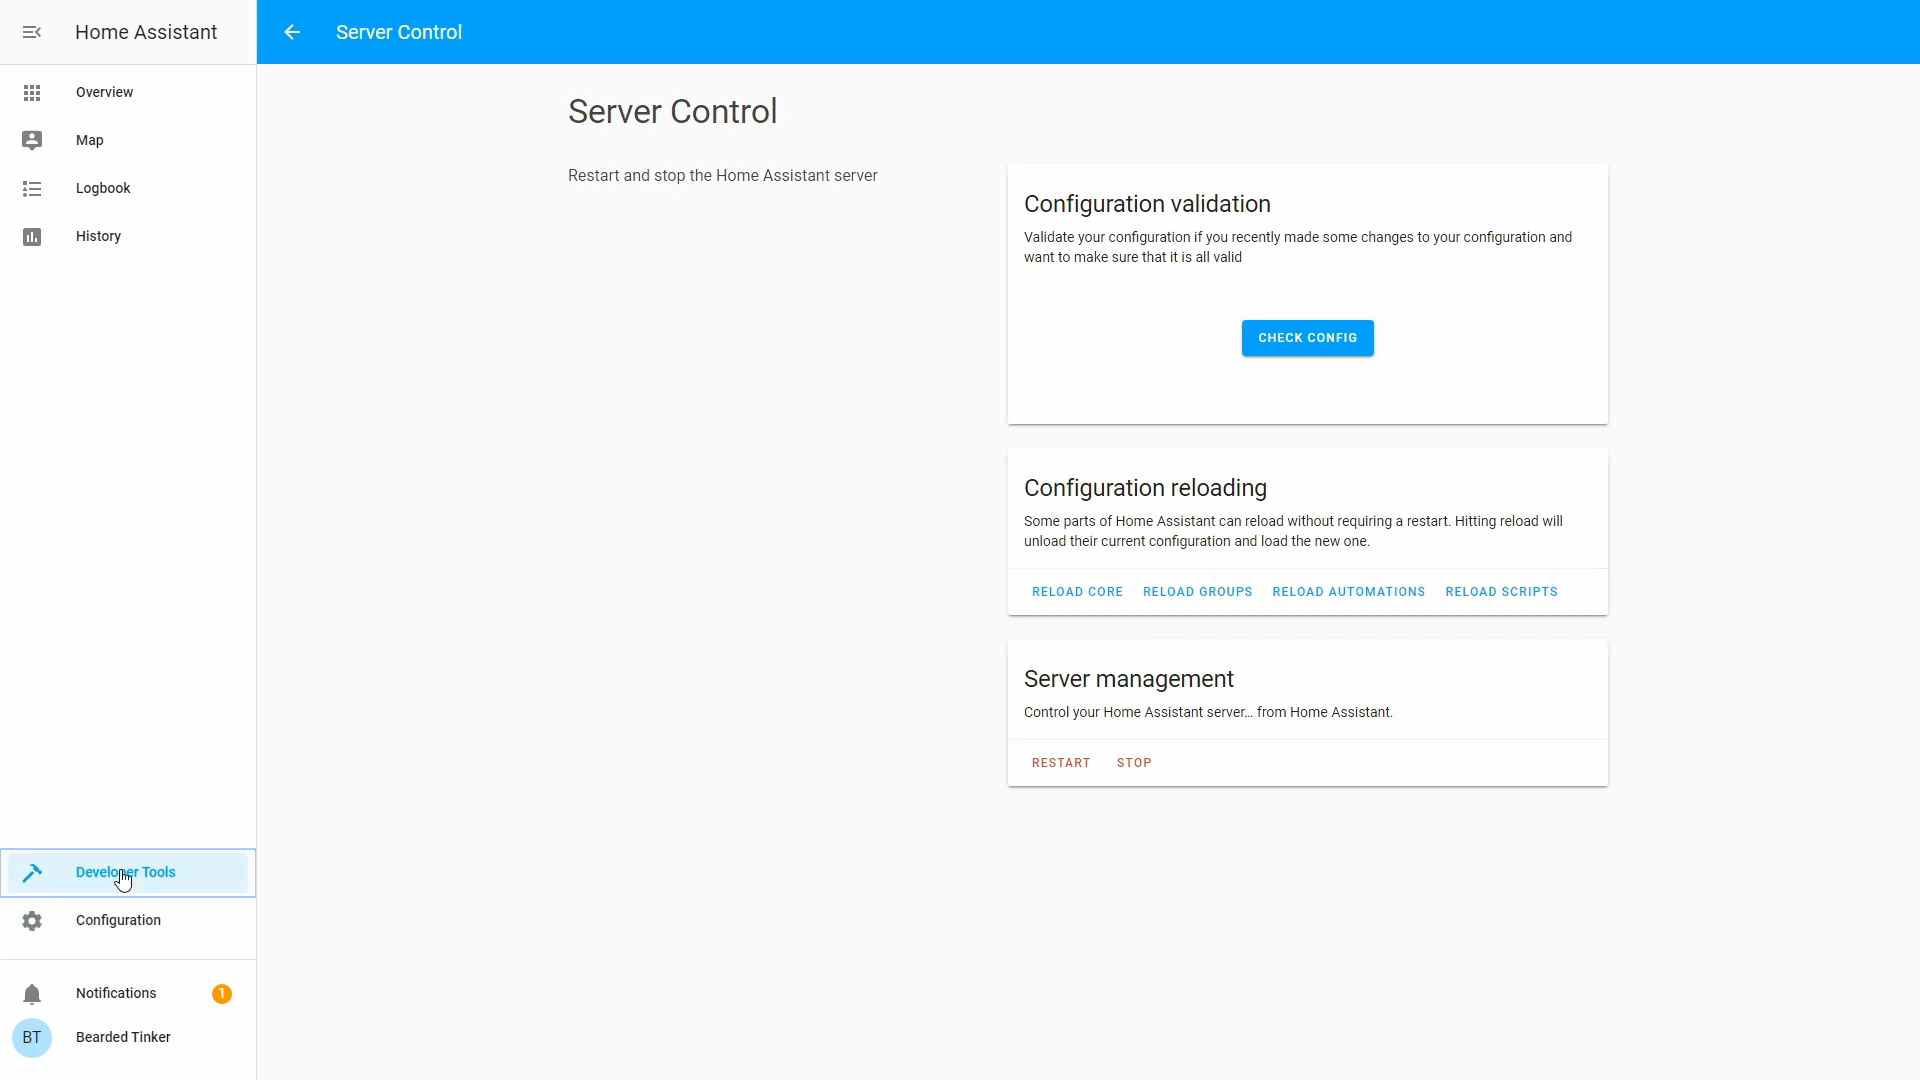 Home Assistant
Server Control
Overview
Map
Logbook
History
Developer Tools
Configuration
Notifications 1
BT Bearded Tinker
Server Control
Restart and stop the Home Assistant server
Configuration validation
Validate your configuration if you recently made some changes to your configuration and
want to make sure that it is all valid
CHECK CONFIG
Configuration reloading
Some parts of Home Assistant can reload without requiring a restart. Hitting reload will
unload their current configuration and load the new one.
RELOAD CORE RELOAD GROUPS RELOAD AUTOMATIONS RELOAD SCRIPTS
Server management
Control your Home Assistant server… from Home Assistant.
RESTART STOP